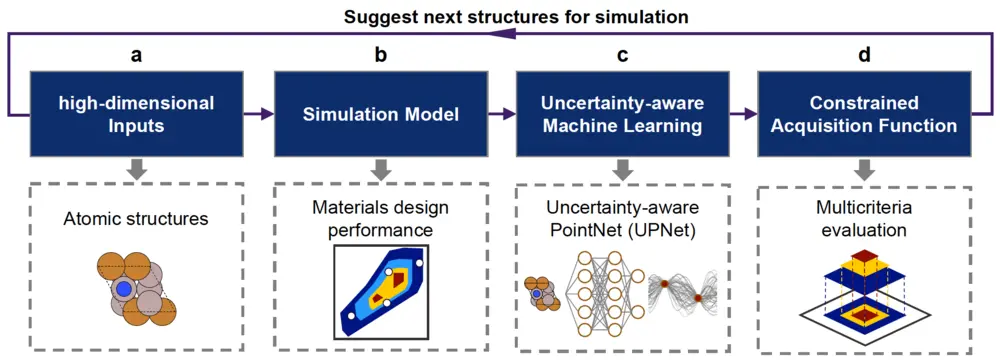 Suggest next structures for simulation
a
b
c
d
high-dimensional
Inputs
Simulation Model
Uncertainty-aware
Machine Learning
Constrained
Acquisition Function
Atomic structures
Materials design
performance
Uncertainty-aware
PointNet (UPNet)
Multicriteria
evaluation